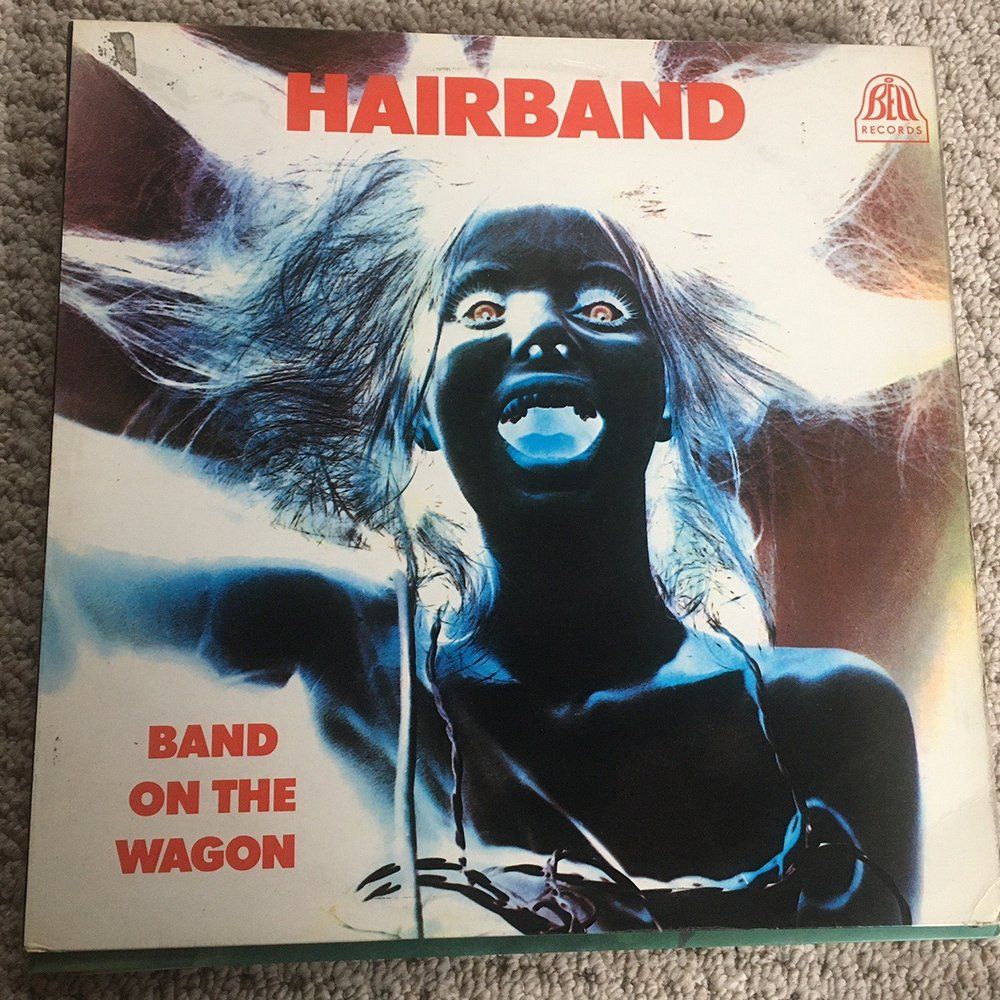 HAIRBAND
BELL
RECORDS
BAND
ON THE
WAGON